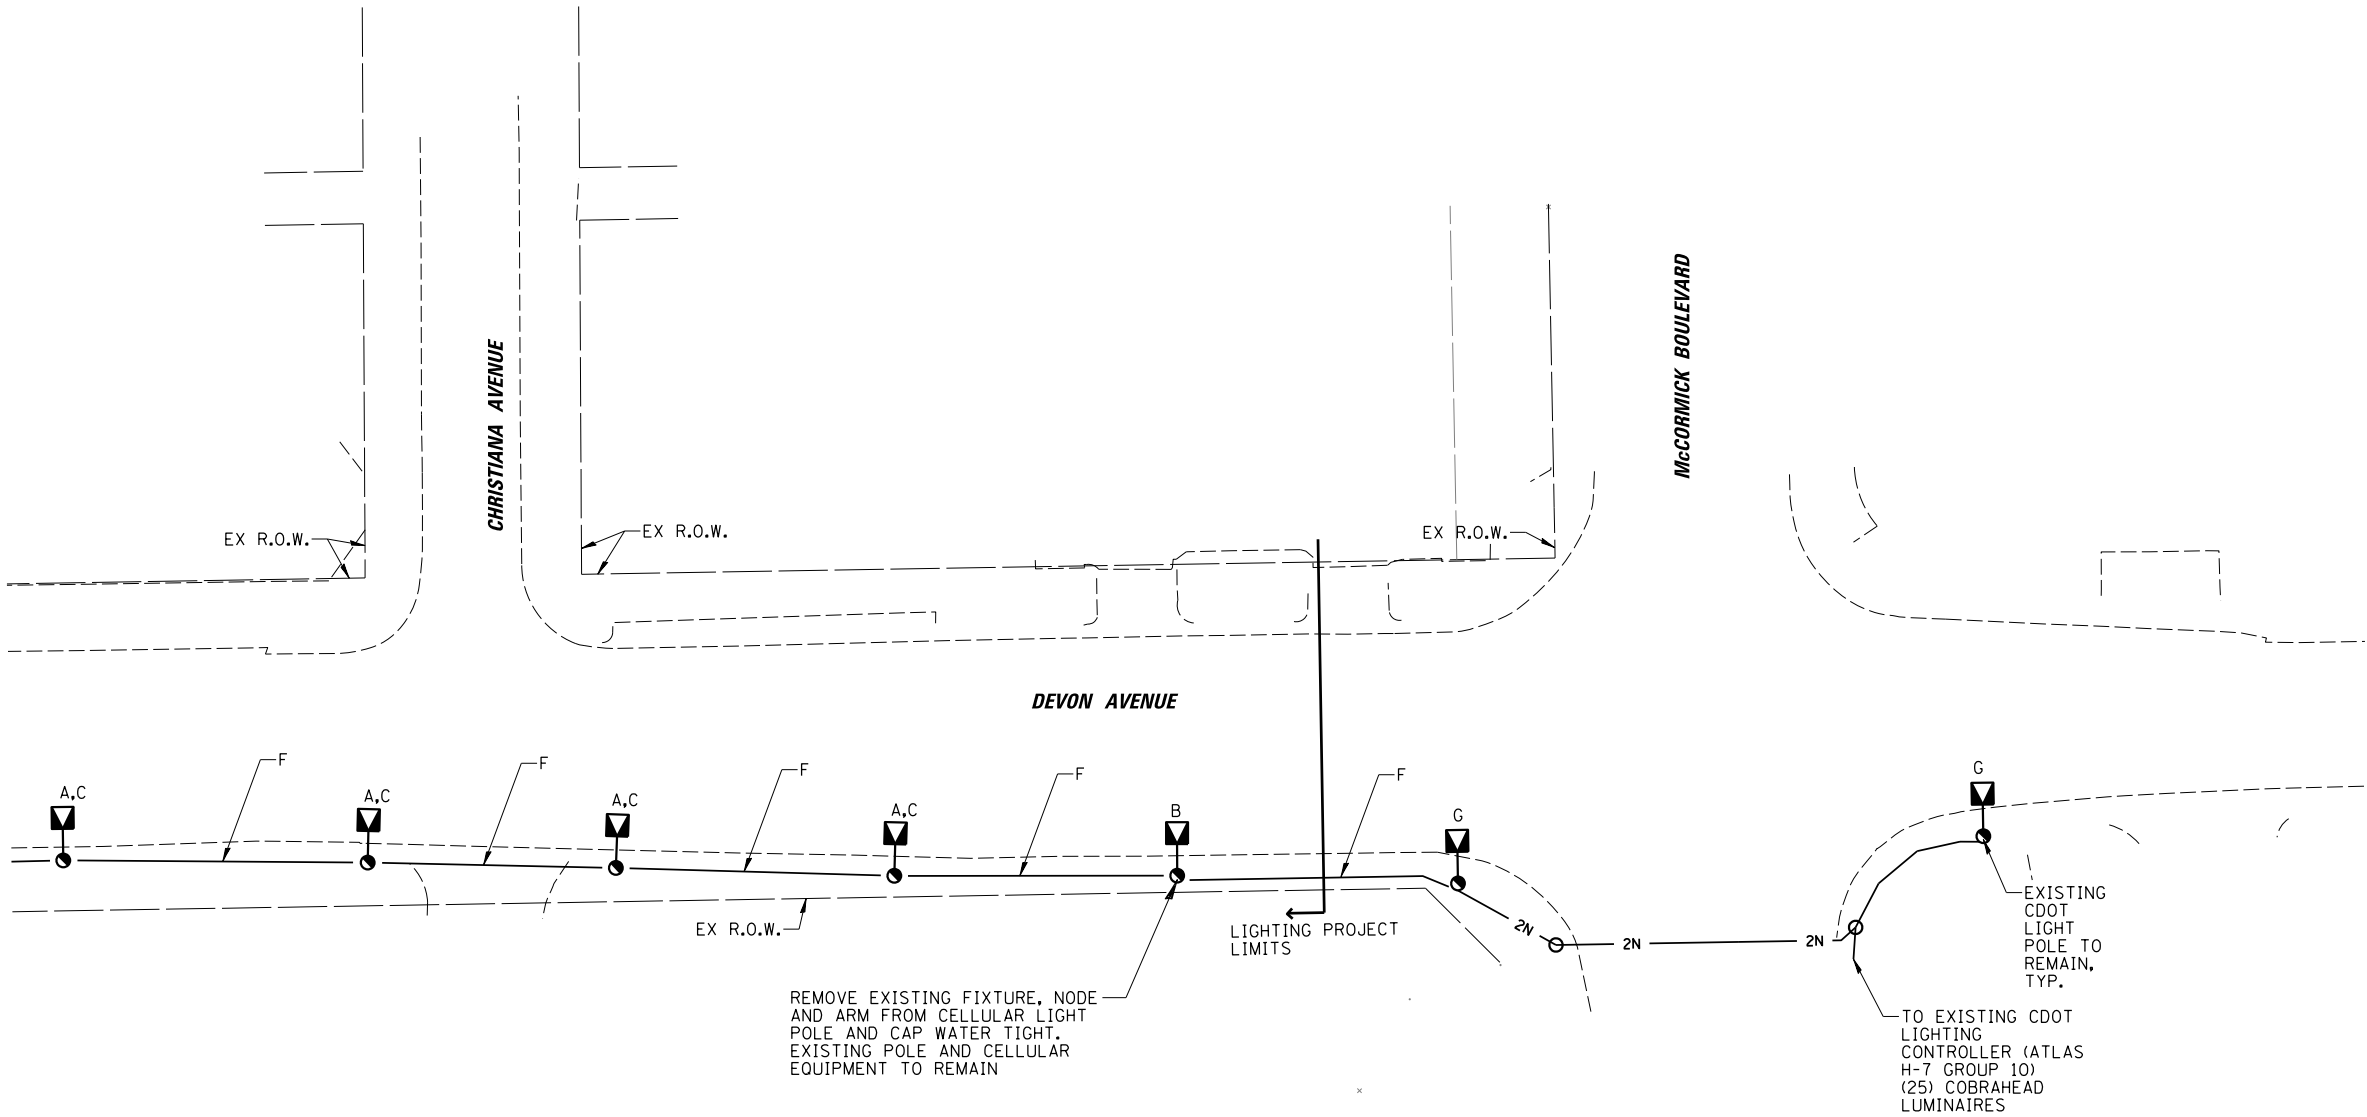 CHRISTIANA AVENUE
McCORMICK BOULEVARD
EX R.O.W.
EX R.O.W.
EX R.O.W.
DEVON AVENUE
F
F
F
F
F
A,C
A,C
A,C
A,C
B
G
G
EX R.O.W.
LIGHTING PROJECT
LIMITS
2N
2N
2N
EXISTING
CDOT
LIGHT
POLE TO
REMAIN,
TYP.
REMOVE EXISTING FIXTURE, NODE
AND ARM FROM CELLULAR LIGHT
POLE AND CAP WATER TIGHT.
EXISTING POLE AND CELLULAR
EQUIPMENT TO REMAIN
TO EXISTING CDOT
LIGHTING
CONTROLLER (ATLAS
H-7 GROUP 10)
(25) COBRAHEAD
LUMINAIRES